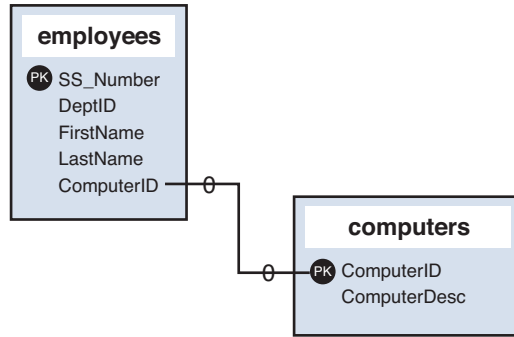 employees
PK SS_Number
DeptID
FirstName
LastName
ComputerID
computers
PK ComputerID
ComputerDesc